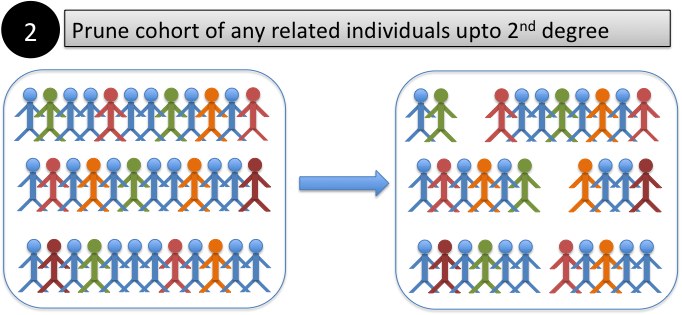 2
Prune cohort of any related individuals upto 2nd degree